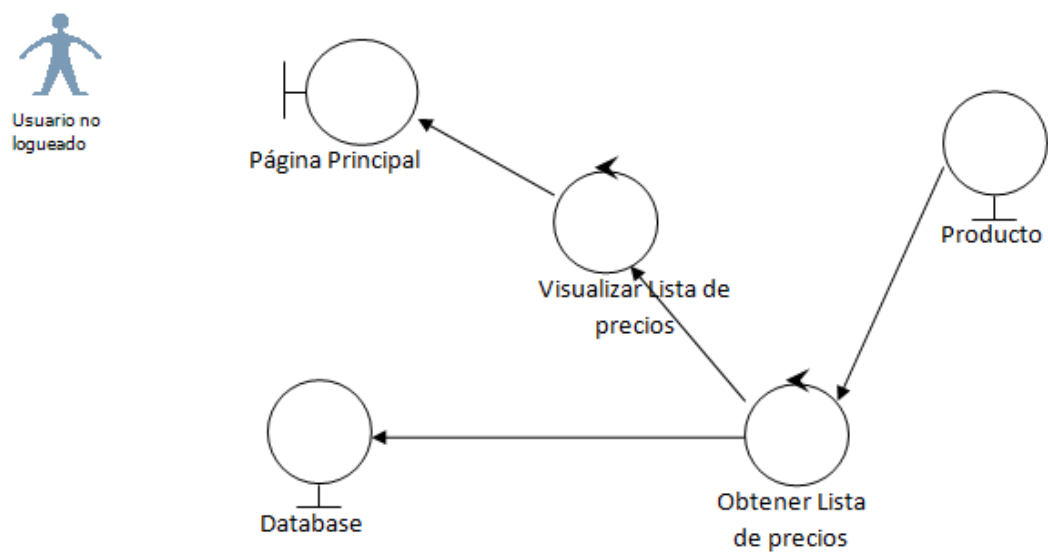 Usuario no
logueado
Página Principal
Producto
Visualizar Lista de
precios
Database
Obtener Lista
de precios